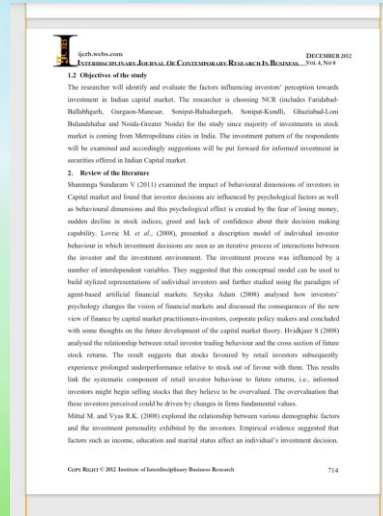 IJCRB
ijcrb.webs.com
DECEMBER 2012
INTERDISCIPLINARY JOURNAL OF CONTEMPORARY RESEARCH IN BUSINESS VOL 4, NO 8
1.2 Objectives of the study
The researcher will identify and evaluate the factors influencing investors' perception towards
investment in Indian capital market. The researcher is choosing NCR (includes Faridabad-
Ballabhgarh, Gurgaon-Manesar, Sonipat-Bahadurgarh, Sonipat-Kundli, Ghaziabad-Loni
Bulandshahar and Noida-Greater Noida) for the study since majority of investments in stock
market is coming from Metropolitans cities in India. The investment pattern of the respondents
will be examined and accordingly suggestions will be put forward for informed investment in
securities offered in Indian Capital market.
2. Review of the literature
Shanmuga Sundaram V (2011) examined the impact of behavioural dimensions of investors in
Capital market and found that investor decisions are influenced by psychological factors as well
as behavioural dimensions and this psychological effect is created by the fear of losing money,
sudden decline in stock indices, greed and lack of confidence about their decision making
capability. Lovric M. et al., (2008), presented a description model of individual investor
behaviour in which investment decisions are seen as an iterative process of interactions between
the investor and the investment environment. The investment process was influenced by a
number of interdependent variables. They suggested that this conceptual model can be used to
build stylized representations of individual investors and further studied using the paradigm of
agent-based artificial financial markets. Szyska Adam (2008) analysed how investors'
psychology changes the vision of financial markets and discussed the consequences of the new
view of finance by capital market practitioners-investors, corporate policy makers and concluded
with some thoughts on the future development of the capital market theory. Hvidkjaer S (2008)
analysed the relationship between retail investor trading behaviour and the cross section of future
stock returns. The result suggests that stocks favoured by retail investors subsequently
experience prolonged underperformance relative to stock out of favour with them. This results
link the systematic component of retail investor behaviour to future returns, i.e., informed
investors might begin selling stocks that they believe to be overvalued. The overvaluation that
these investors perceived could be driven by changes in firms fundamental values.
Mittal M. and Vyas R.K. (2008) explored the relationship between various demographic factors
and the investment personality exhibited by the investors. Empirical evidence suggested that
factors such as income, education and marital status affect an individual's investment decision.
COPY RIGHT © 2012 Institute of Interdisciplinary Business Research
714